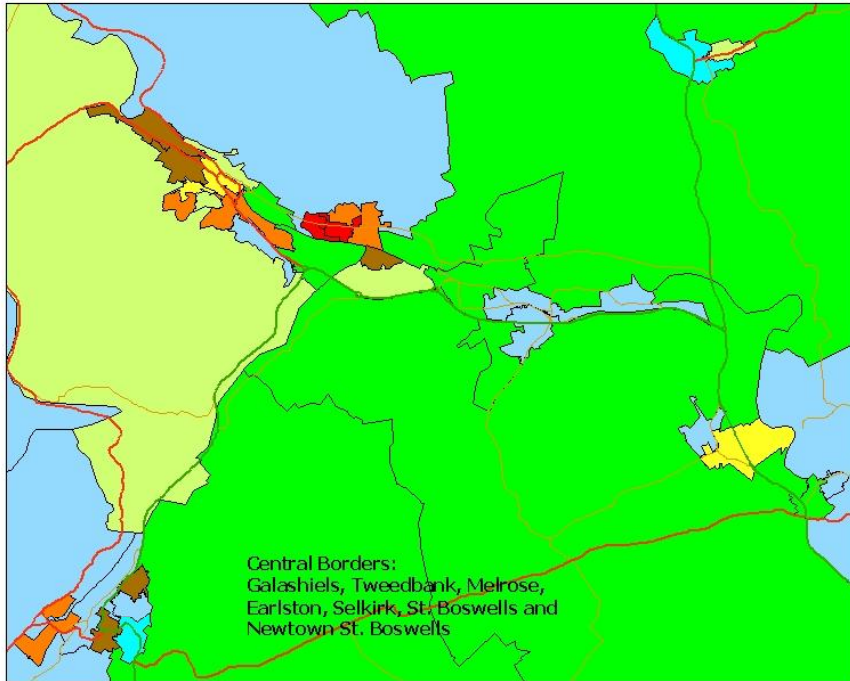 Central Borders:
Galashiels, Tweedbank, Melrose,
Earlston, Selkirk, St. Boswells and
Newtown St. Boswells